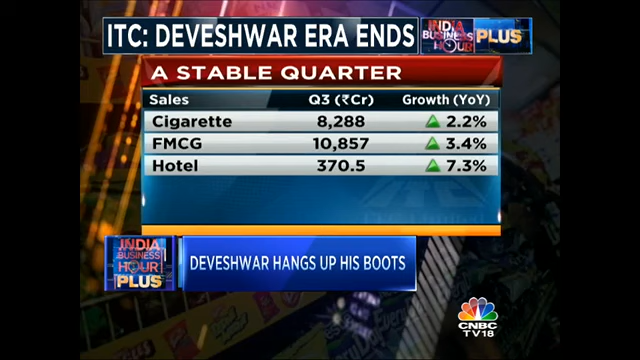 ITC: DEVESHWAR ERA ENDS
INDIA
BUSINESS
HOUR
PLUS
A STABLE QUARTER
Sales Q3 (₹Cr) Growth (YoY)
Cigarette 8,288 2.2%
FMCG 10,857 3.4%
Hotel 370.5 7.3%
INDIA
BUSINESS
HOUR
PLUS
DEVESHWAR HANGS UP HIS BOOTS
CNBC
TV18